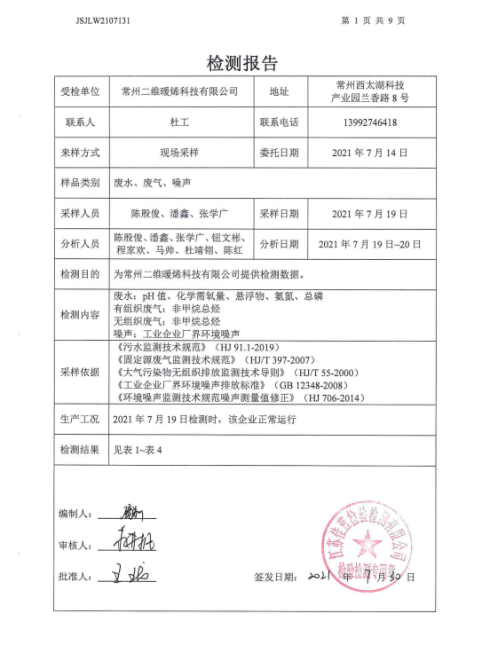 JSJLW2107131 第 1 页 共 9 页
检测报告
受检单位 常州二维暖烯科技有限公司 地址 常州西太湖科技
产业园兰香路 8 号
联系人 杜工 联系电话 13992746418
来样方式 现场采样 委托日期 2021 年 7 月 14 日
样品类别 废水、废气、噪声
采样人员 陈殷俊、潘鑫、张学广 采样日期 2021 年 7 月 19 日
分析人员 陈殷俊、潘鑫、张学广、钮文彬、
程家欢、马帅、杜靖翎、陈红 分析日期 2021 年 7 月 19 日~20 日
检测目的 为常州二维暖烯科技有限公司提供检测数据。
检测内容 废水：pH 值、化学需氧量、悬浮物、氨氮、总磷
有组织废气：非甲烷总烃
无组织废气：非甲烷总烃
噪声：工业企业厂界环境噪声
采样依据 《污水监测技术规范》（HJ 91.1-2019）
《固定源废气监测技术规范》（HJ/T 397-2007）
《大气污染物无组织排放监测技术导则》（HJ/T 55-2000）
《工业企业厂界环境噪声排放标准》（GB 12348-2008）
《环境噪声监测技术规范噪声测量值修正》（HJ 706-2014）
生产工况 2021 年 7 月 19 日检测时，该企业正常运行
检测结果 见表 1~表 4
编制人：
审核人：
批准人：
签发日期： 2021 年 7 月 30 日
检验检测专用章